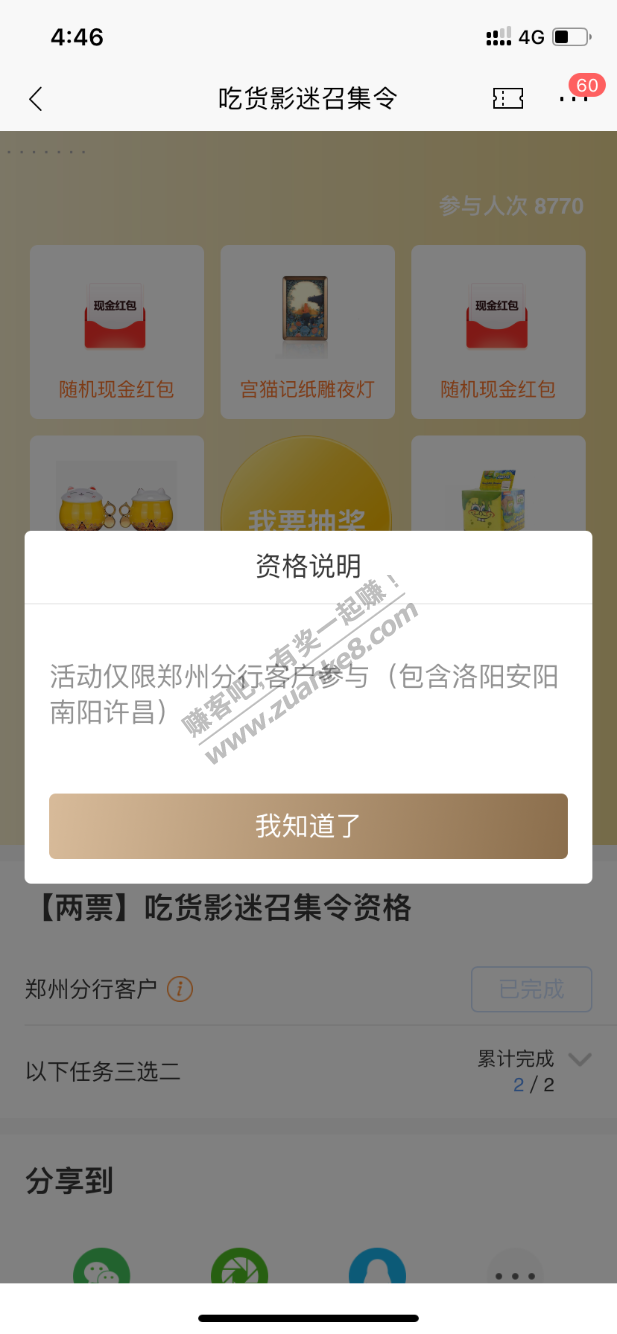 4:46
4G
吃货影迷召集令
60
参与人次 8770
现金红包
现金红包
随机现金红包
宫猫记纸雕夜灯
随机现金红包
我要抽奖
资格说明
活动仅限郑州分行客户参与（包含洛阳安阳
南阳许昌）
赚客吧，有奖一起赚！
www.zuanke8.com
我知道了
【两票】吃货影迷召集令资格
郑州分行客户
已完成
以下任务三选二
累计完成
2 / 2
分享到